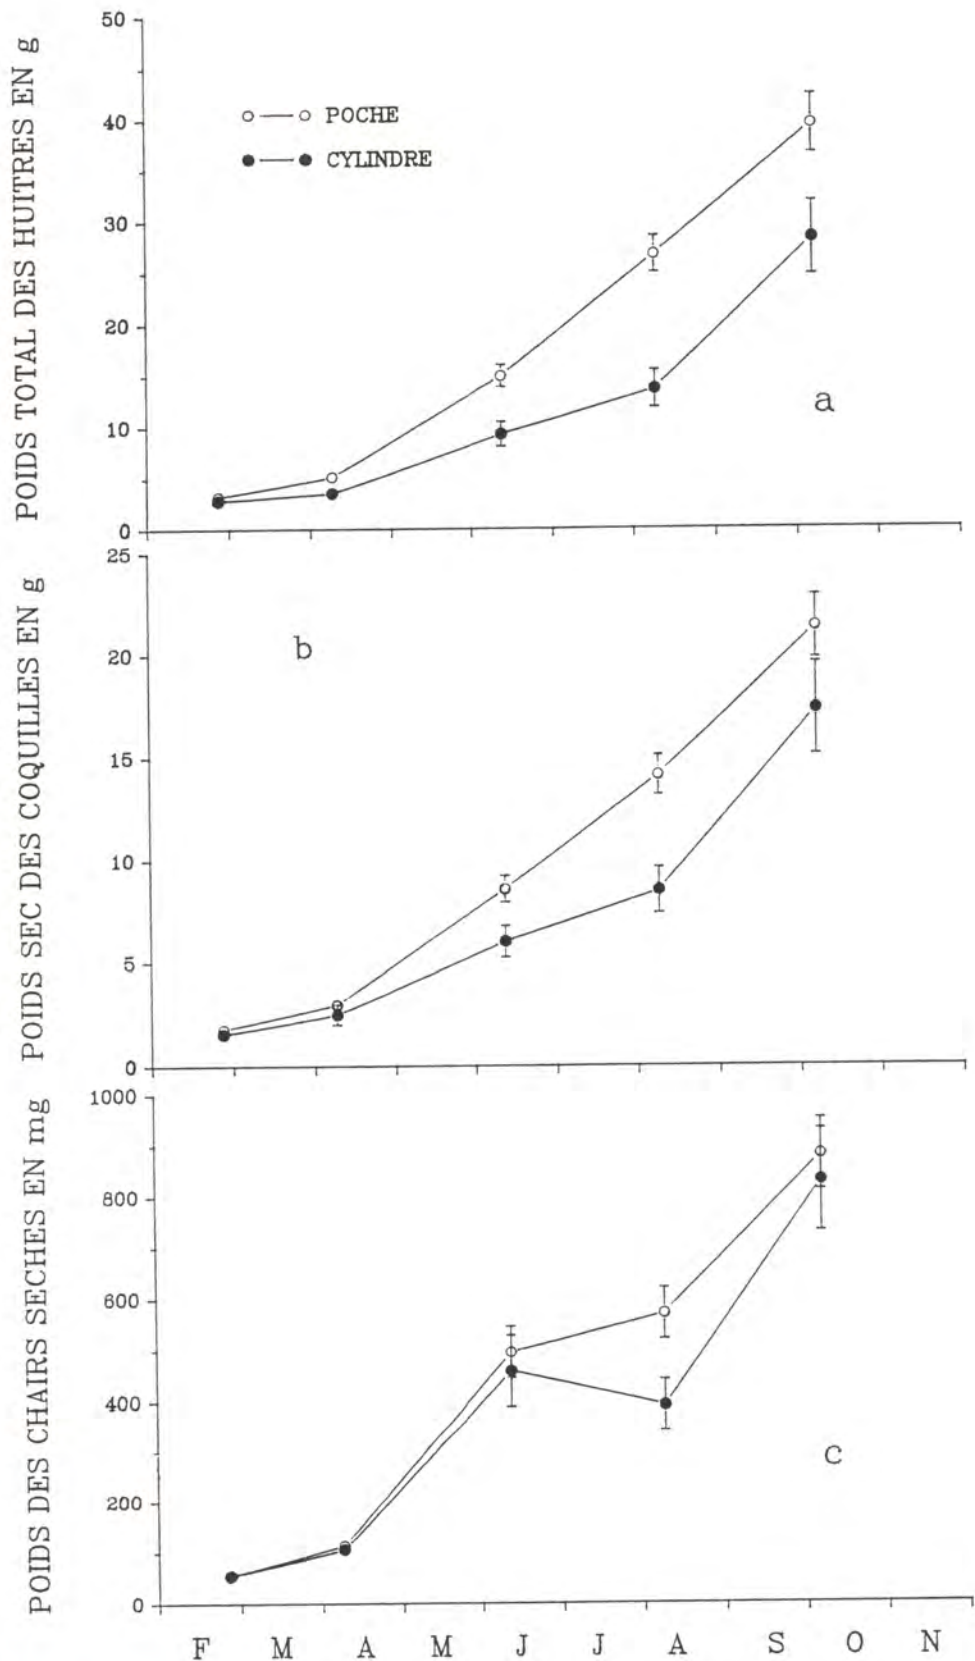 POIDS TOTAL DES HUITRES EN g
50
40
30
20
10
0
POCHE
CYLINDRE
a
POIDS SEC DES COQUILLES EN g
25
20
15
10
5
0
b
POIDS DES CHAIRS SECHES EN mg
1000
800
600
400
200
0
c
F M A M J J A S O N